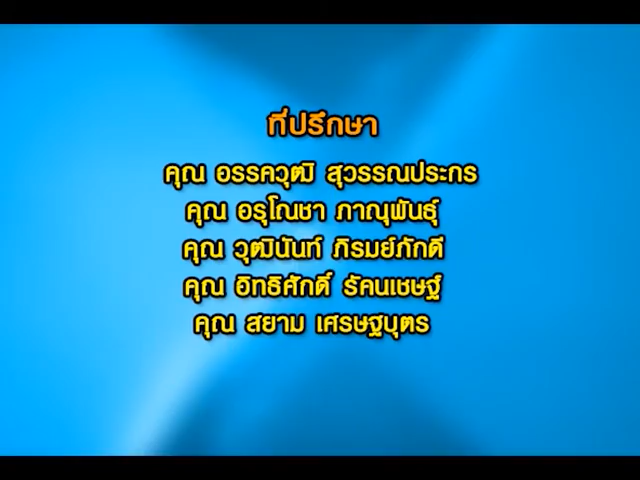 ที่ปรึกษา
คุณ อรรควุฒิ สุวรรณประกร
คุณ อรุโณชา ภาณุพันธุ์
คุณ วุฒินันท์ ภิรมย์ภักดี
คุณ อิทธิศักดิ์ รัคนเชษฐ์
คุณ สยาม เศรษฐบุตร